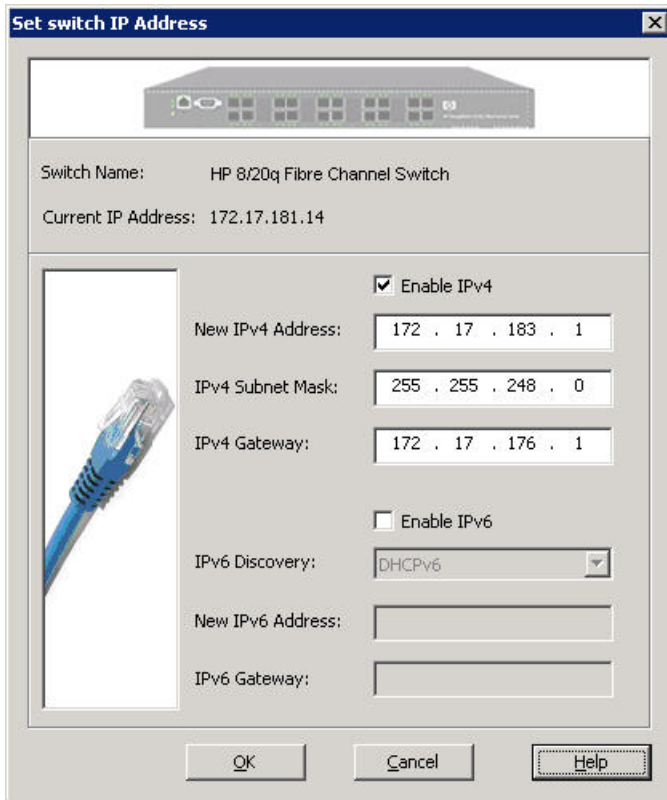 Set switch IP Address
Switch Name: HP 8/20q Fibre Channel Switch
Current IP Address: 172.17.181.14
Enable IPv4
New IPv4 Address: 172 . 17 . 183 . 1
IPv4 Subnet Mask: 255 . 255 . 248 . 0
IPv4 Gateway: 172 . 17 . 176 . 1
Enable IPv6
IPv6 Discovery: DHCPv6
New IPv6 Address:
IPv6 Gateway:
OK Cancel Help